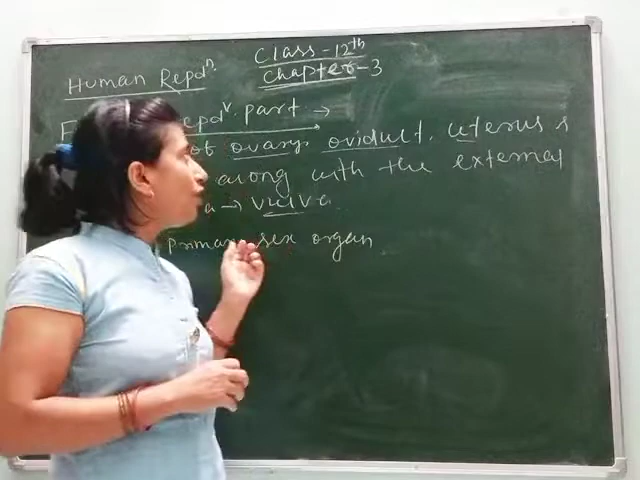 Class-12th
Chapter-3
Human Repdn.
F Repdv. part →
of ovary, oviduct, uterus &
along with the external
a → vulva
Primary sex organ